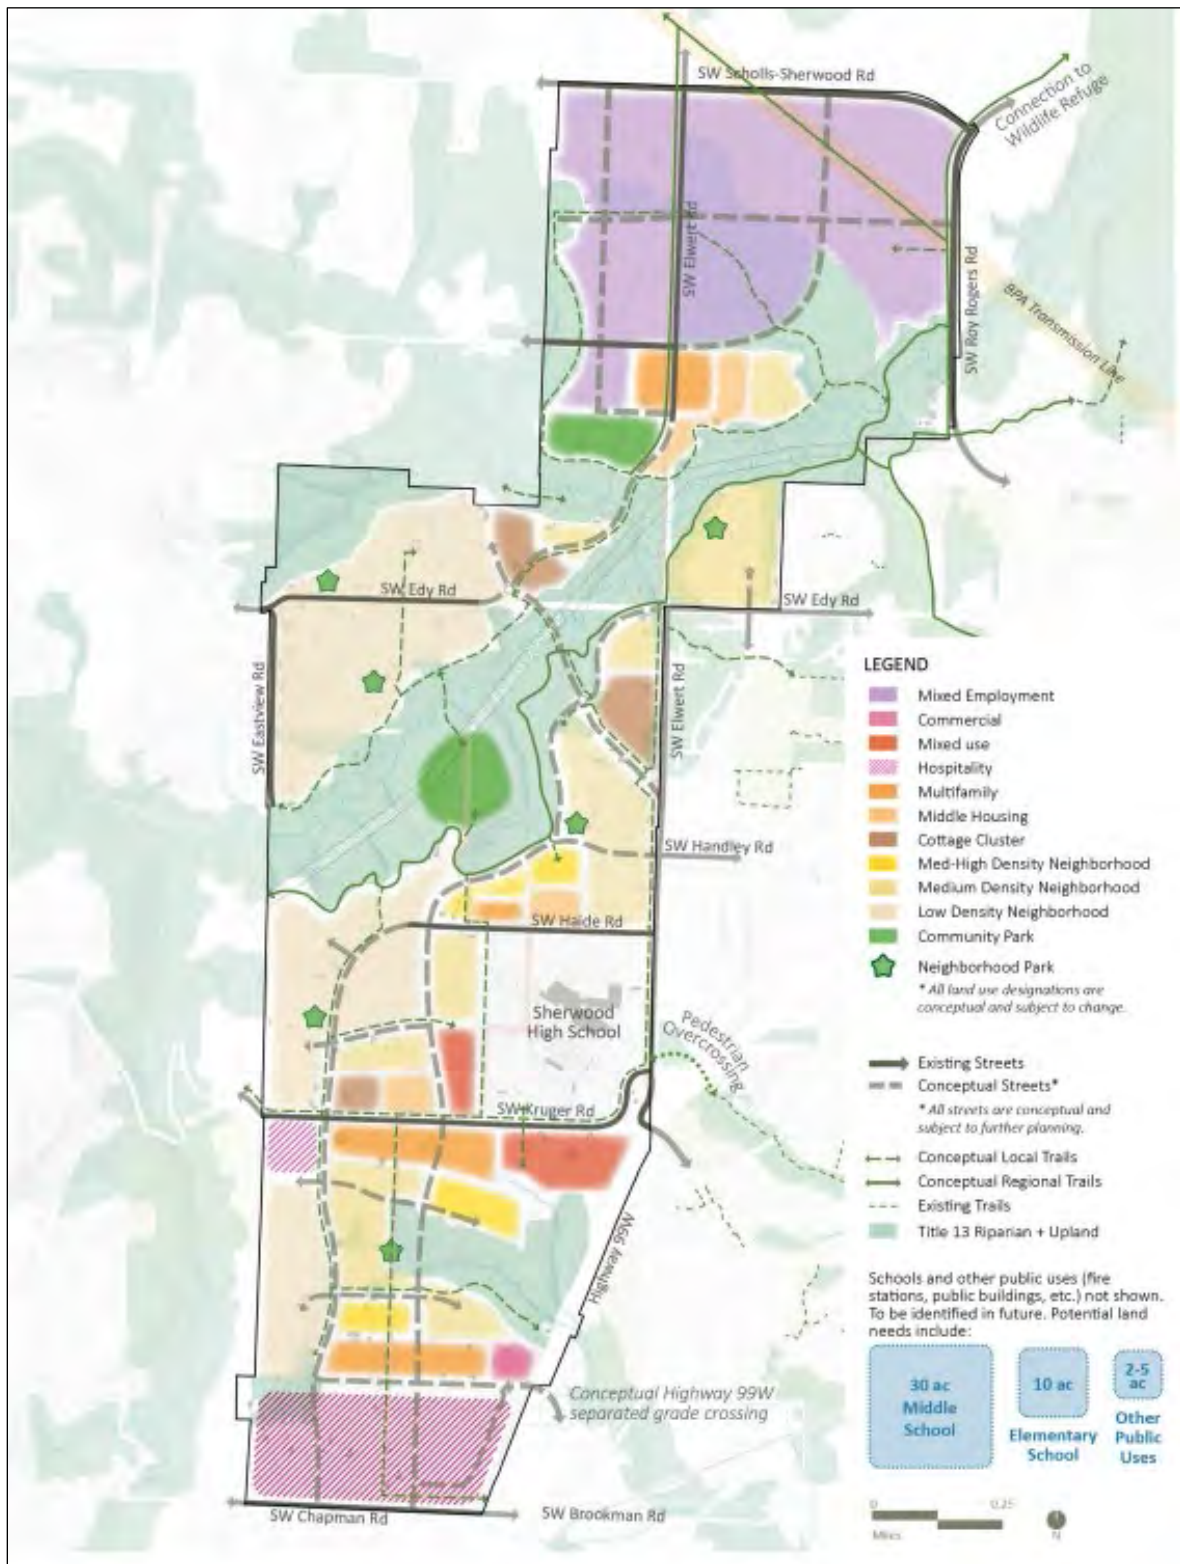 SW Scholls-Sherwood Rd
Connection to
Wildlife Refuge
SW Elwert Rd
SW Roy Rogers Rd
BPA Transmission Line
SW Edy Rd
SW Edy Rd
SW Eastview Rd
SW Elwert Rd
SW Handley Rd
SW Haide Rd
Sherwood
High School
Pedestrian
Overcrossing
SW Kruger Rd
Highway 99W
Conceptual Highway 99W
separated grade crossing
SW Chapman Rd
SW Brookman Rd
LEGEND
Mixed Employment
Commercial
Mixed use
Hospitality
Multifamily
Middle Housing
Cottage Cluster
Med-High Density Neighborhood
Medium Density Neighborhood
Low Density Neighborhood
Community Park
Neighborhood Park
* All land use designations are
conceptual and subject to change.
Existing Streets
Conceptual Streets*
* All streets are conceptual and
subject to further planning.
Conceptual Local Trails
Conceptual Regional Trails
Existing Trails
Title 13 Riparian + Upland
Schools and other public uses (fire
stations, public buildings, etc.) not shown.
To be identified in future. Potential land
needs include:
30 ac
Middle
School
10 ac
Elementary
School
2-5
ac
Other
Public
Uses
0
0.25
Miles
N